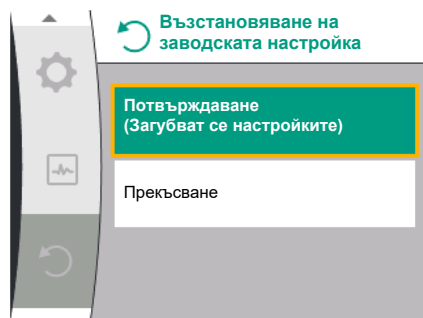 Възстановяване на
заводската настройка
Потвърждаване
(Загубват се настройките)
Прекъсване